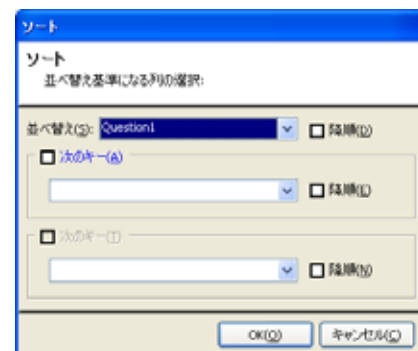 ソート
ソート
並べ替え基準になる列の選択:
並べ替え(S): Question1 降順(D)
次のキー(A)
降順(L)
次のキー(T)
降順(N)
OK(O) キャンセル(C)